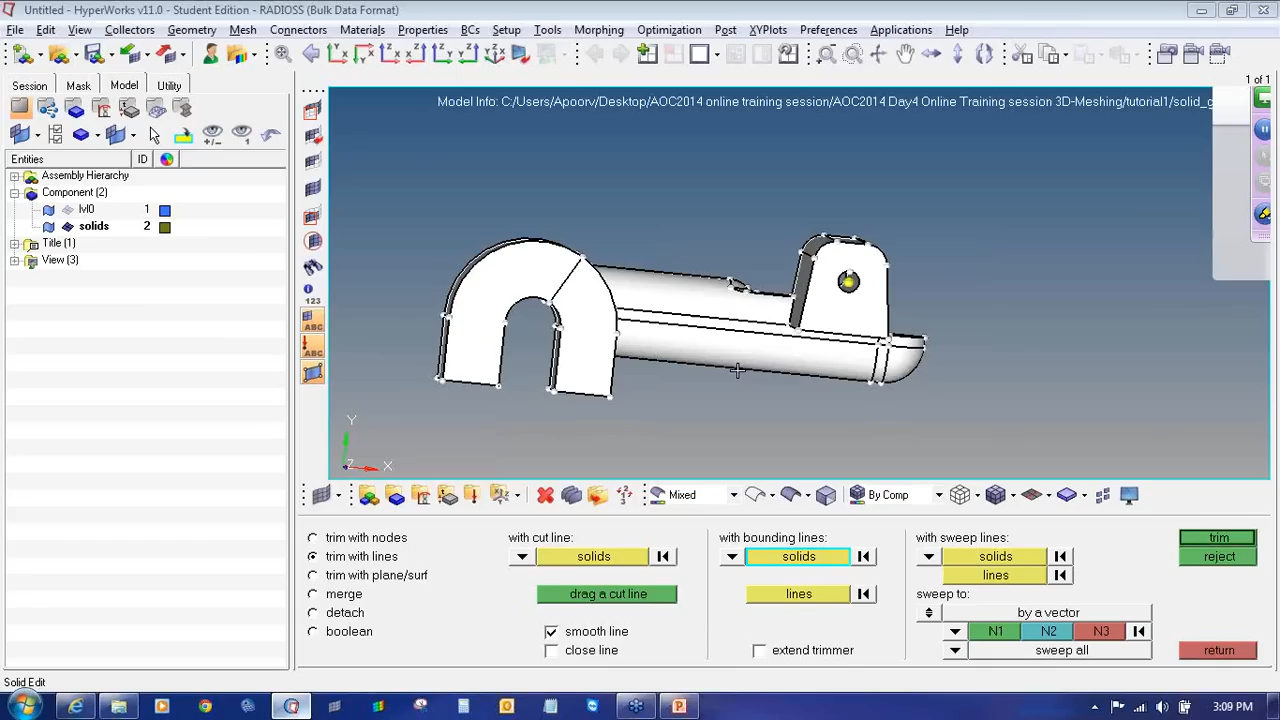 Untitled - HyperWorks v11.0 - Student Edition - RADIOSS (Bulk Data Format)
File Edit View Collectors Geometry Mesh Connectors Materials Properties BCs Setup Tools Morphing Optimization Post XYPlots Preferences Applications Help
Session Mask Model Utility
1 of 1
Model Info: C:/Users/Apoorv/Desktop/AOC2014 online training session/AOC2014 Day4 Online Training session 3D-Meshing/tutorial1/solid_g
Entities ID
Assembly Hierarchy
Component (2)
lvl0 1
solids 2
Title (1)
View (3)
123
ABC
ABC
Y
Z X
Mixed By Comp
trim with nodes with cut line: with bounding lines: with sweep lines: trim
trim with lines solids solids solids reject
trim with plane/surf lines
merge drag a cut line lines sweep to:
detach by a vector
boolean smooth line N1 N2 N3
close line extend trimmer sweep all return
Solid Edit
3:09 PM